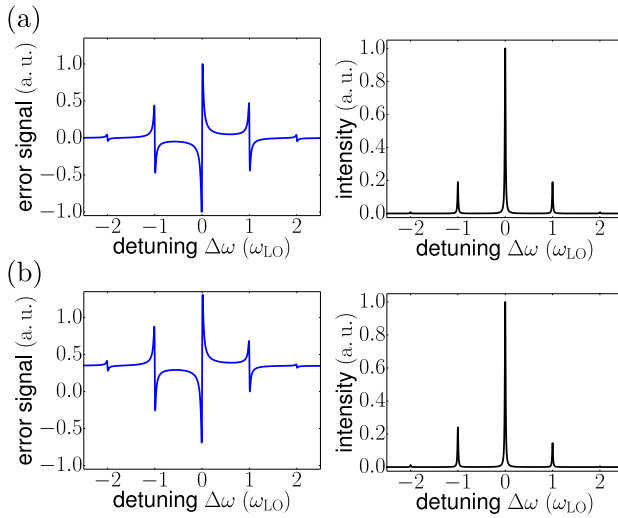 (a)
1.0
0.5
0.0
−0.5
−1.0
error signal (a. u.)
−2 −1 0 1 2
detuning Δω (ω_LO)
1.0
0.8
0.6
0.4
0.2
0.0
intensity (a. u.)
−2 −1 0 1 2
detuning Δω (ω_LO)
(b)
1.0
0.5
0.0
−0.5
−1.0
error signal (a. u.)
−2 −1 0 1 2
detuning Δω (ω_LO)
1.0
0.8
0.6
0.4
0.2
0.0
intensity (a. u.)
−2 −1 0 1 2
detuning Δω (ω_LO)